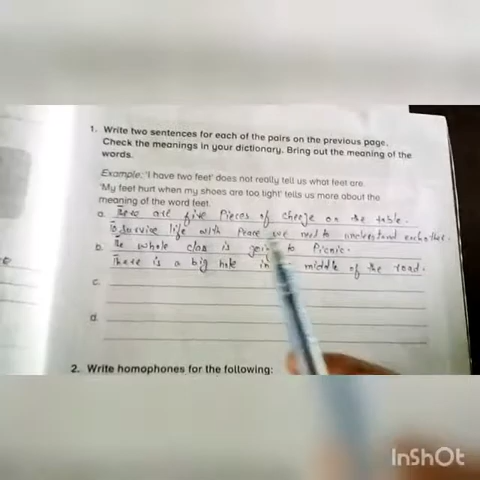 1. Write two sentences for each of the pairs on the previous page.
Check the meanings in your dictionary. Bring out the meaning of the
words.
Example: 'I have two feet' does not really tell us what feet are.
'My feet hurt when my shoes are too tight' tells us more about the
meaning of the word feet.
a. There are five Pieces of cheeje on the table.
To survive life with Peace we need to understand each other.
b. The whole class is going to Picnic.
There is a big hole in middle of the road.
c.
d.
2. Write homophones for the following:
InShOt